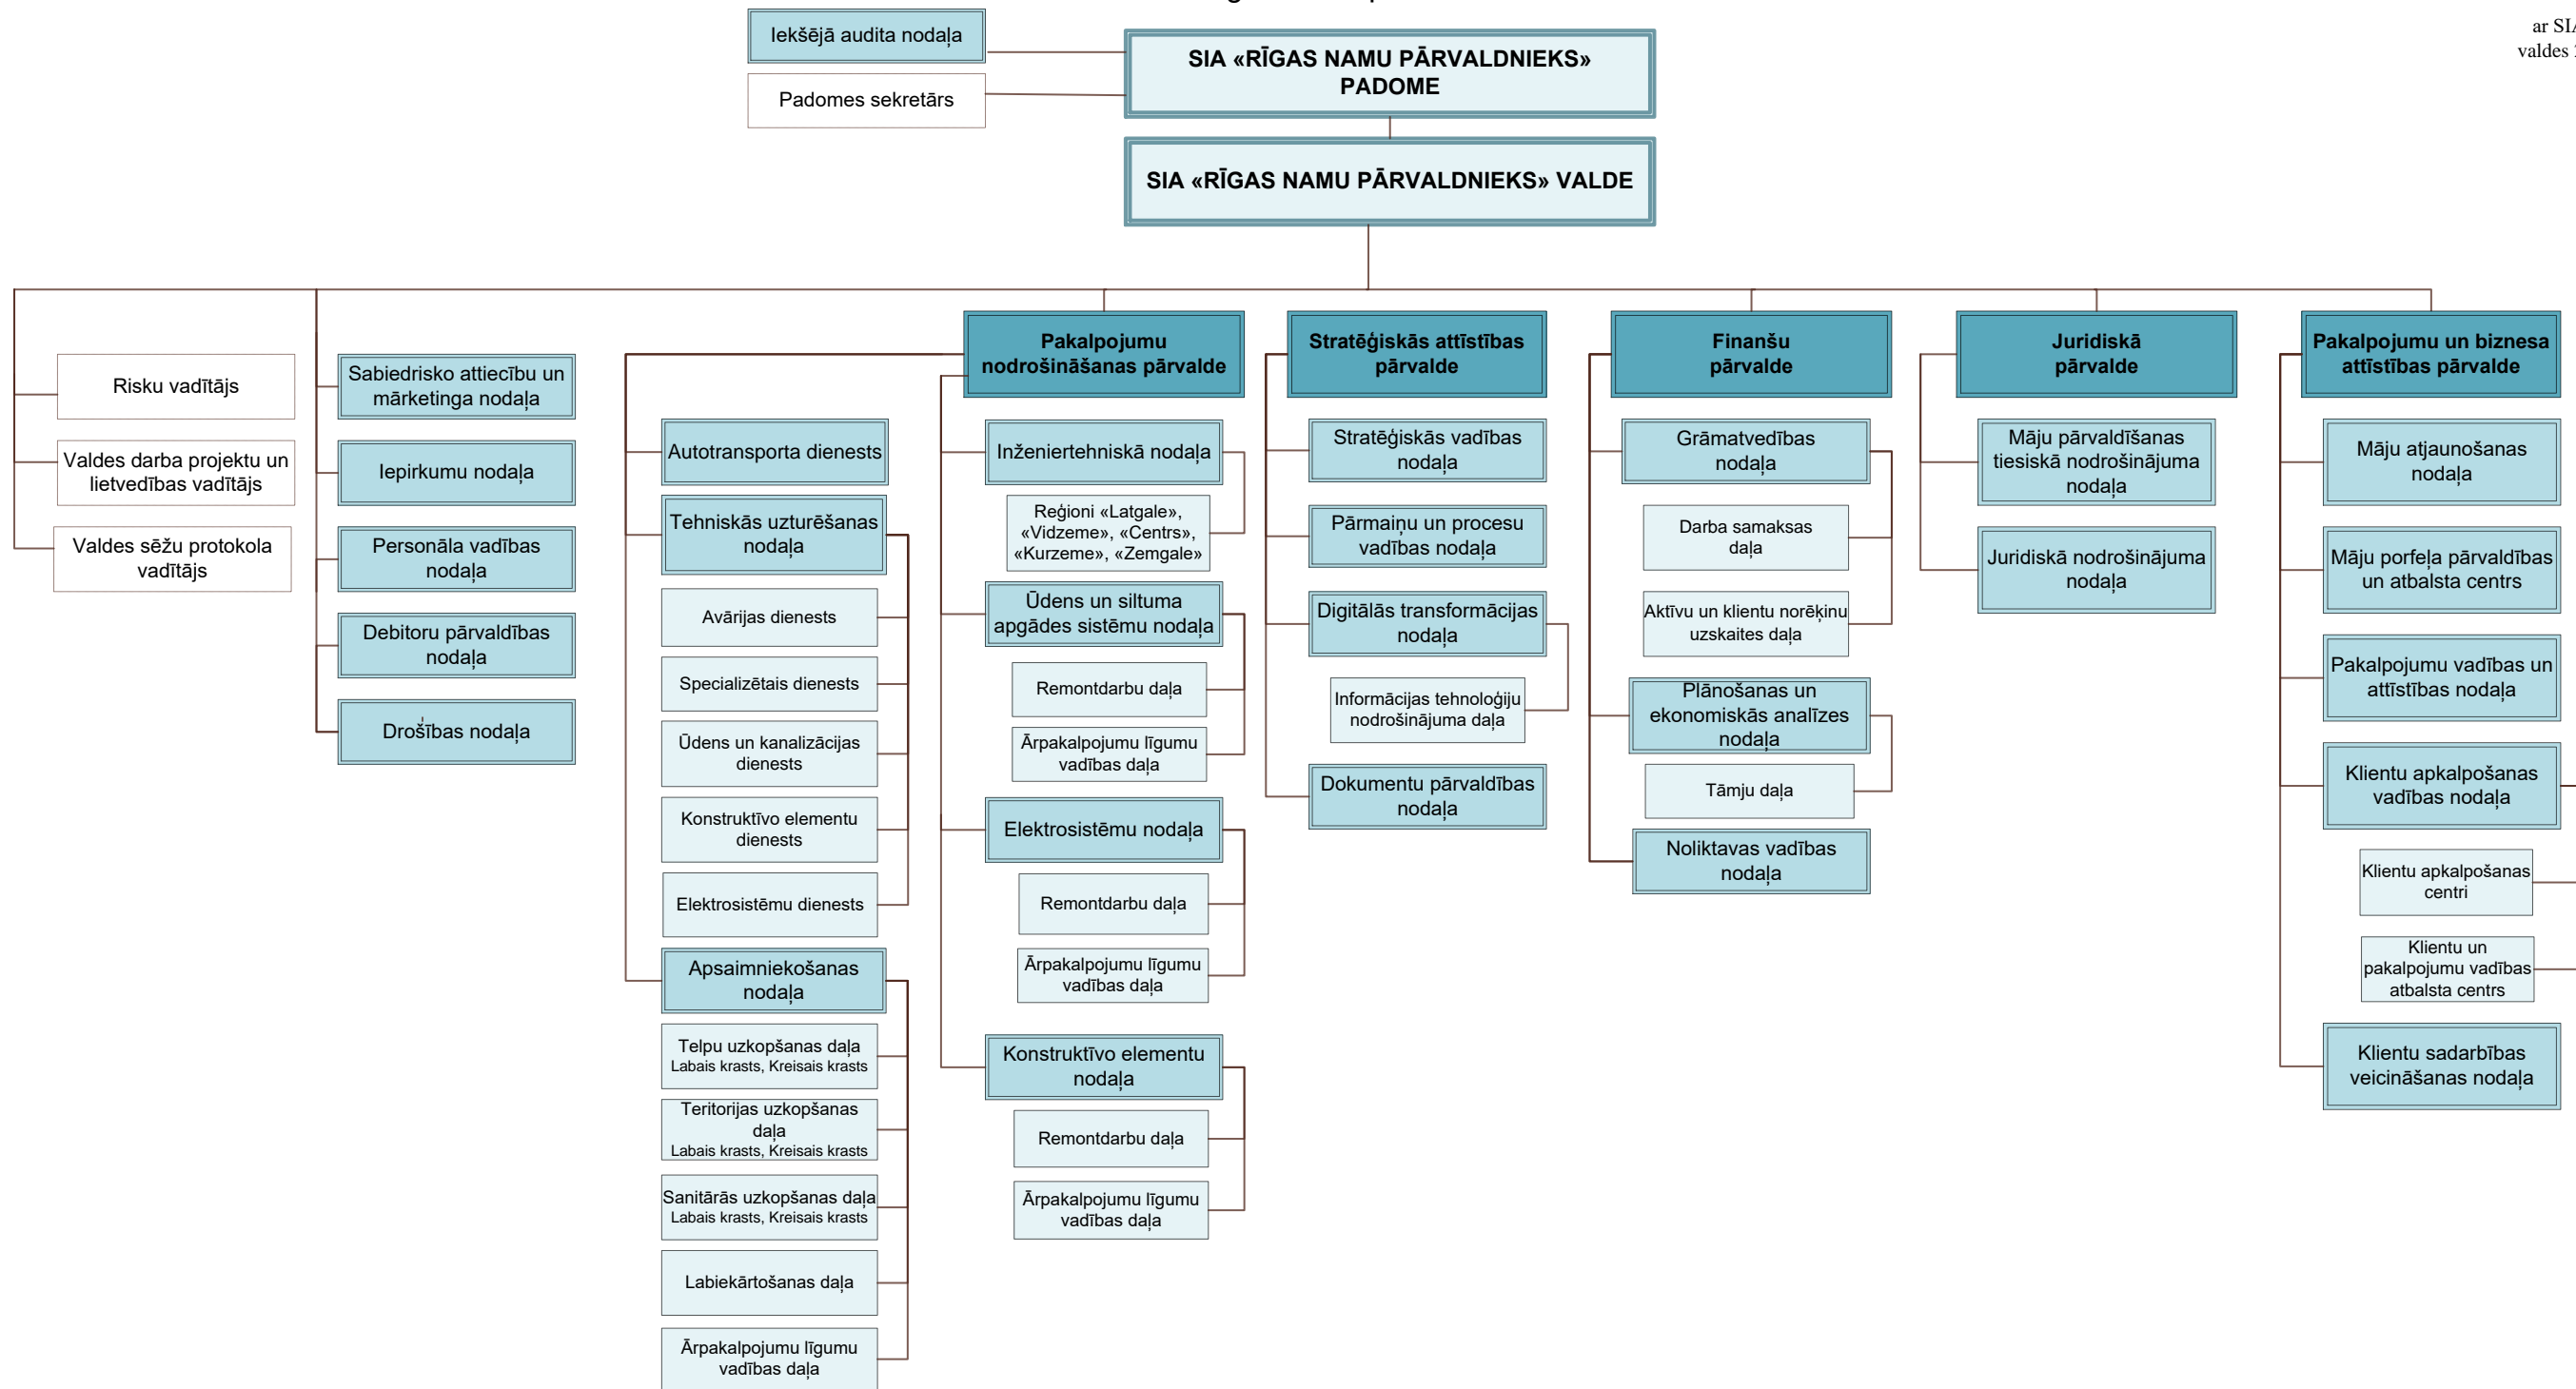 Iekšējā audita nodaļa
Padomes sekretārs
SIA «RĪGAS NAMU PĀRVALDNIEKS»
PADOME
ar SIA
valdes
SIA «RĪGAS NAMU PĀRVALDNIEKS» VALDE
Risku vadītājs
Valdes darba projektu un
lietvedības vadītājs
Valdes sēžu protokola
vadītājs
Sabiedrisko attiecību un
mārketinga nodaļa
Iepirkumu nodaļa
Personāla vadības
nodaļa
Debitoru pārvaldības
nodaļa
Drošības nodaļa
Pakalpojumu
nodrošināšanas pārvalde
Autotransporta dienests
Tehniskās uzturēšanas
nodaļa
Avārijas dienests
Specializētais dienests
Ūdens un kanalizācijas
dienests
Konstruktīvo elementu
dienests
Elektrosistēmu dienests
Apsaimniekošanas
nodaļa
Telpu uzkopšanas daļa
Labais krasts, Kreisais krasts
Teritorijas uzkopšanas
daļa
Labais krasts, Kreisais krasts
Sanitārās uzkopšanas daļa
Labais krasts, Kreisais krasts
Labiekārtošanas daļa
Ārpakalpojumu līgumu
vadības daļa
Inženiertehniskā nodaļa
Reģioni «Latgale»,
«Vidzeme», «Centrs»,
«Kurzeme», «Zemgale»
Ūdens un siltuma
apgādes sistēmu nodaļa
Remontdarbu daļa
Ārpakalpojumu līgumu
vadības daļa
Elektrosistēmu nodaļa
Remontdarbu daļa
Ārpakalpojumu līgumu
vadības daļa
Konstruktīvo elementu
nodaļa
Remontdarbu daļa
Ārpakalpojumu līgumu
vadības daļa
Stratēģiskās attīstības
pārvalde
Stratēģiskās vadības
nodaļa
Pārmaiņu un procesu
vadības nodaļa
Digitālās transformācijas
nodaļa
Informācijas tehnoloģiju
nodrošinājuma daļa
Dokumentu pārvaldības
nodaļa
Finanšu
pārvalde
Grāmatvedības
nodaļa
Darba samaksas
daļa
Aktīvu un klientu norēķinu
uzskaites daļa
Plānošanas un
ekonomiskās analīzes
nodaļa
Tāmju daļa
Noliktavas vadības
nodaļa
Juridiskā
pārvalde
Māju pārvaldīšanas
tiesiskā nodrošinājuma
nodaļa
Juridiskā nodrošinājuma
nodaļa
Pakalpojumu un biznesa
attīstības pārvalde
Māju atjaunošanas
nodaļa
Māju porfeļa pārvaldības
un atbalsta centrs
Pakalpojumu vadības un
attīstības nodaļa
Klientu apkalpošanas
vadības nodaļa
Klientu apkalpošanas
centri
Klientu un
pakalpojumu vadības
atbalsta centrs
Klientu sadarbības
veicināšanas nodaļa